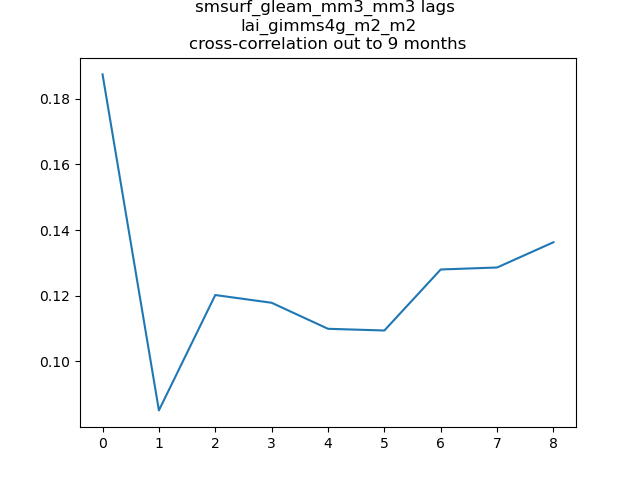 smsurf_gleam_mm3_mm3 lags
lai_gimms4g_m2_m2
cross-correlation out to 9 months
0.18
0.16
0.14
0.12
0.10
0 1 2 3 4 5 6 7 8